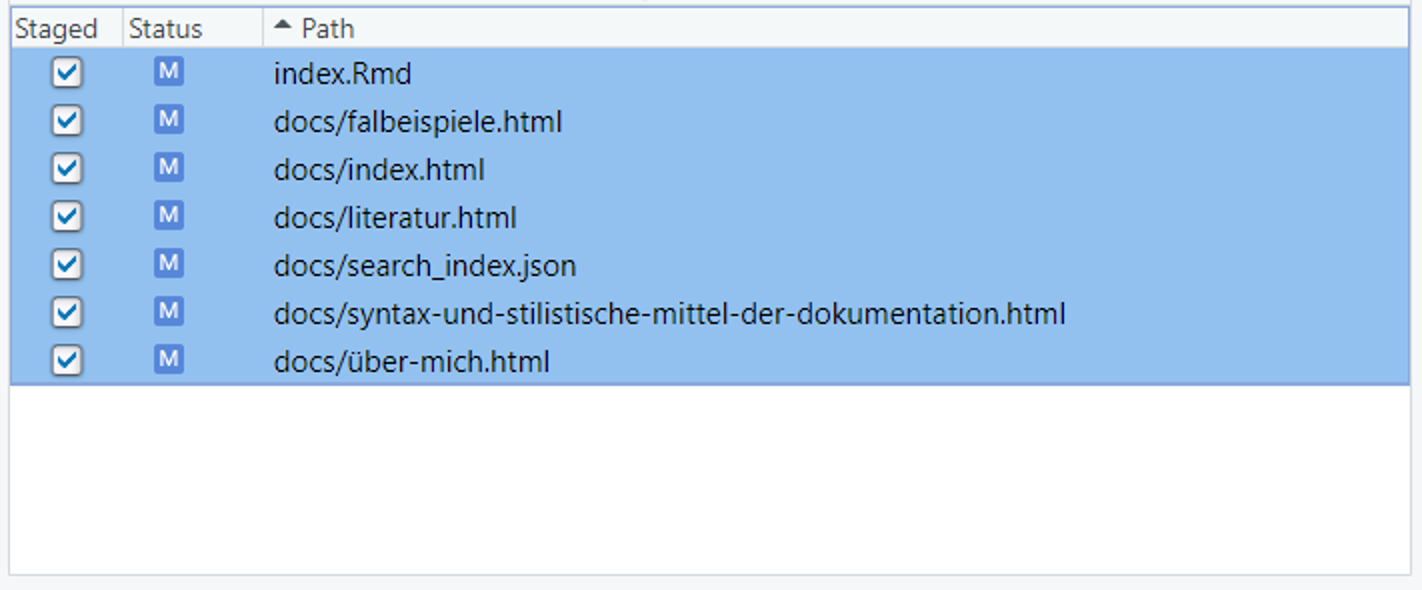 Staged Status Path
M index.Rmd
M docs/falbeispiele.html
M docs/index.html
M docs/literatur.html
M docs/search_index.json
M docs/syntax-und-stilistische-mittel-der-dokumentation.html
M docs/über-mich.html